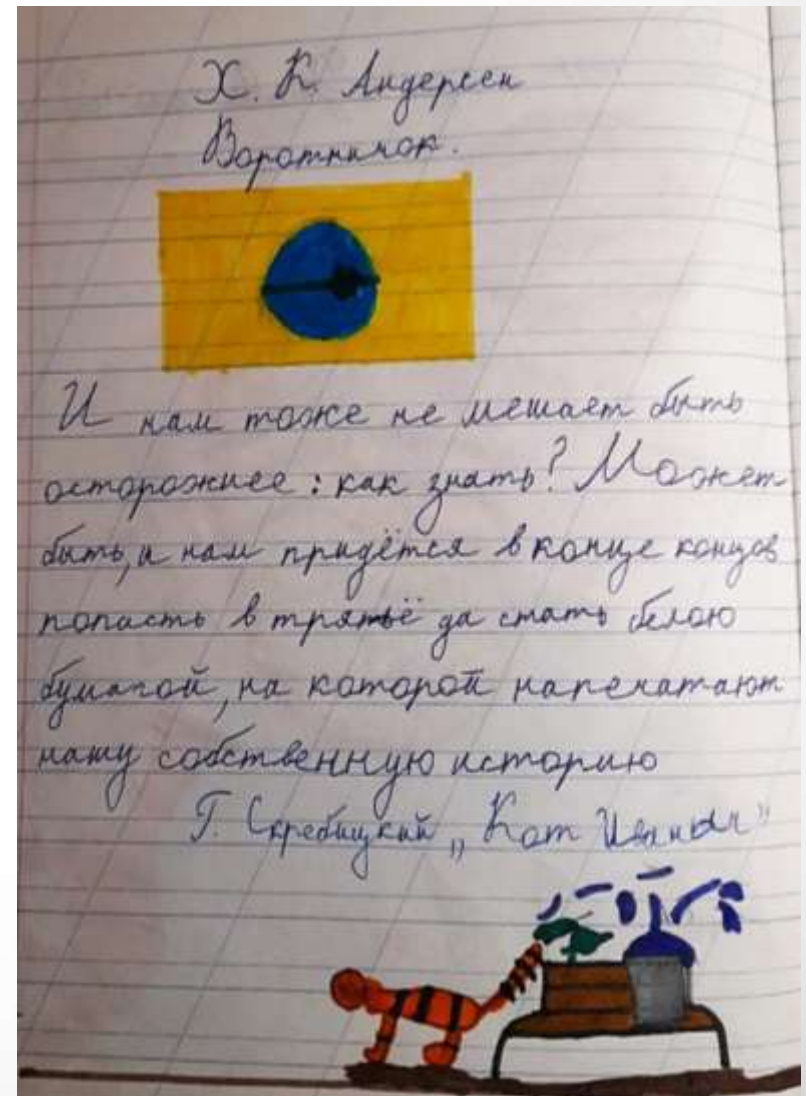 Х. К. Андерсен
Воротничок.
И нам тоже не мешает быть
осторожнее: как знать? Может
быть, и нам придётся в конце концов
попасть в тряпьё да стать белою
бумагой, на которой напечатают
нашу собственную историю
Г. Скребицкий „Кот Иваныч"